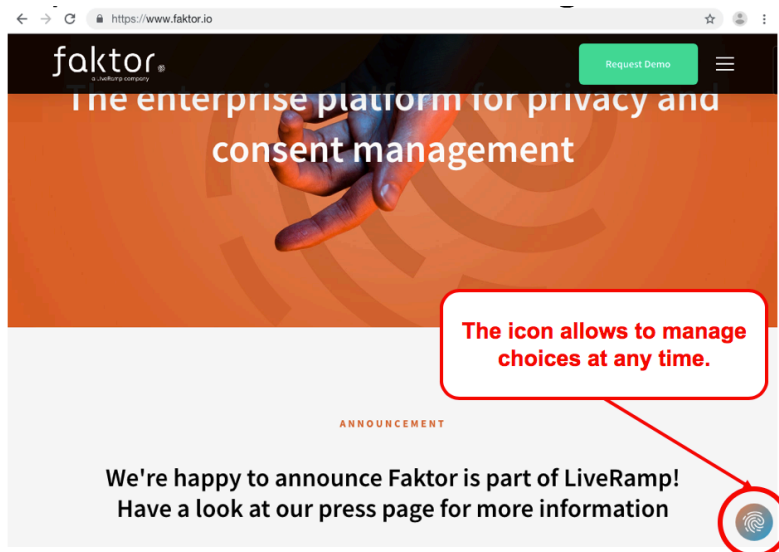 https://www.faktor.io
faktor®
a LiveRamp company
Request Demo
The enterprise platform for privacy and
consent management
The icon allows to manage
choices at any time.
ANNOUNCEMENT
We're happy to announce Faktor is part of LiveRamp!
Have a look at our press page for more information